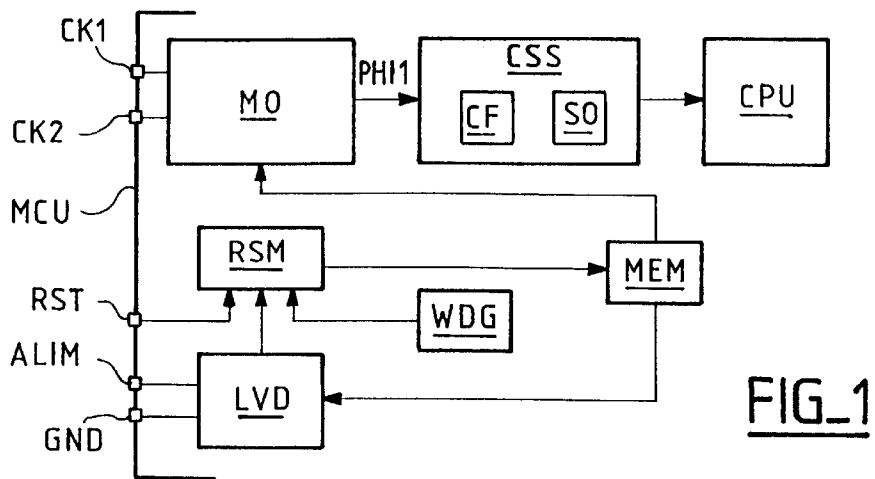 CK1
CK2
MCU
RST
ALIM
GND
MO
PHI1
CSS
CF
SO
CPU
RSM
MEM
WDG
LVD
FIG_1